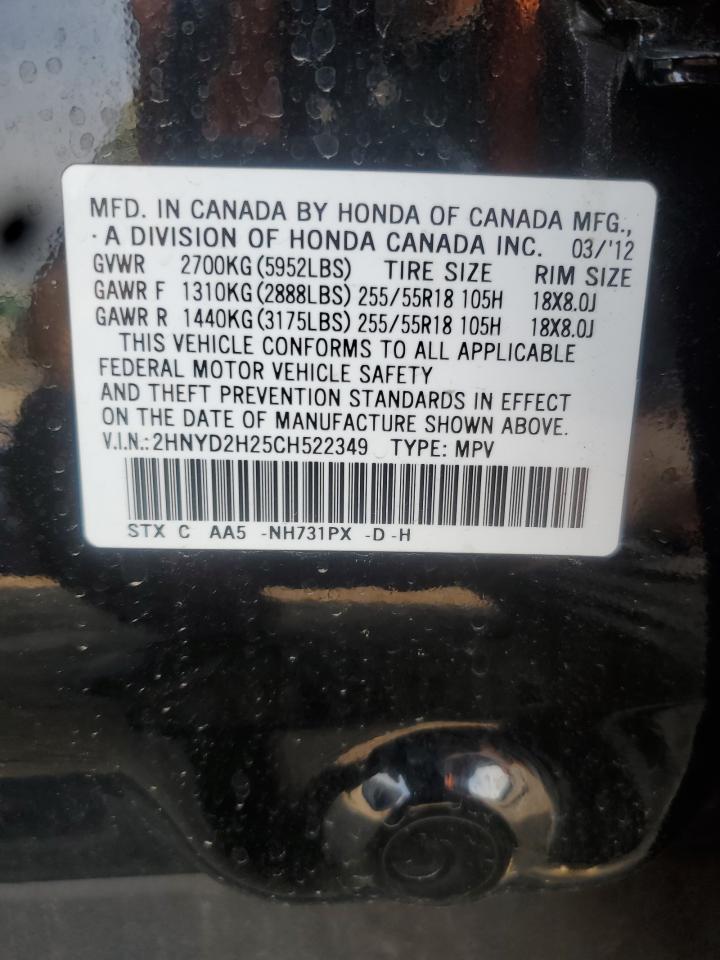 MFD. IN CANADA BY HONDA OF CANADA MFG.,
· A DIVISION OF HONDA CANADA INC. 03/'12
GVWR 2700KG (5952LBS) TIRE SIZE RIM SIZE
GAWR F 1310KG (2888LBS) 255/55R18 105H 18X8.0J
GAWR R 1440KG (3175LBS) 255/55R18 105H 18X8.0J
THIS VEHICLE CONFORMS TO ALL APPLICABLE
FEDERAL MOTOR VEHICLE SAFETY
AND THEFT PREVENTION STANDARDS IN EFFECT
ON THE DATE OF MANUFACTURE SHOWN ABOVE.
V.I.N.: 2HNYD2H25CH522349 TYPE: MPV
STX C AA5 -NH731PX -D -H